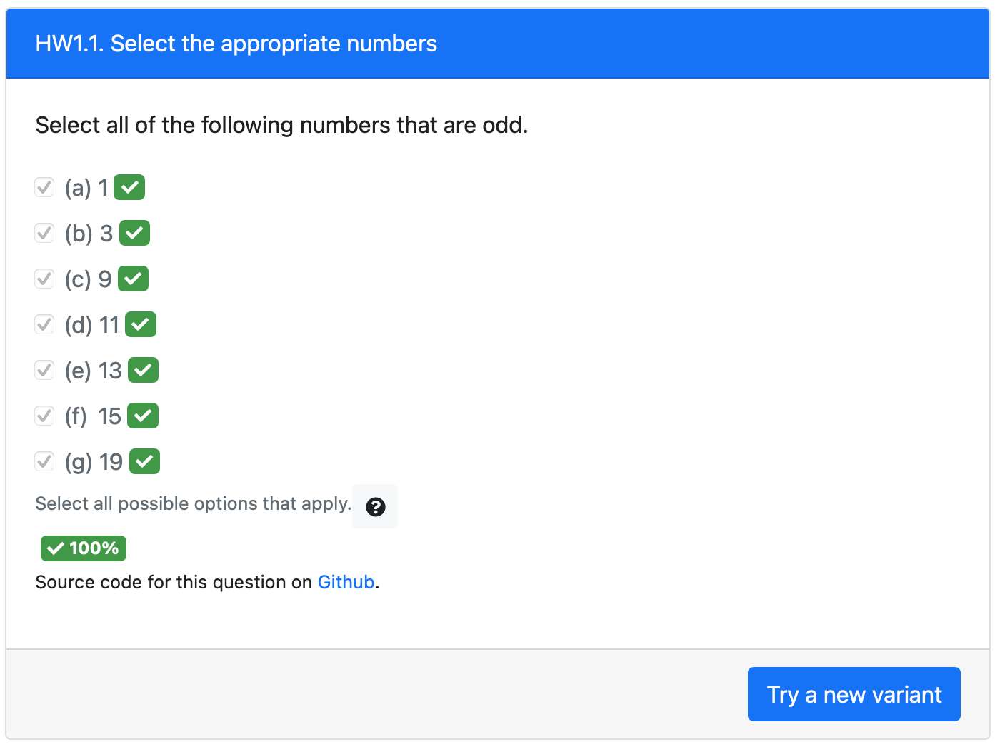 HW1.1. Select the appropriate numbers
Select all of the following numbers that are odd.
(a) 1
(b) 3
(c) 9
(d) 11
(e) 13
(f) 15
(g) 19
Select all possible options that apply.
100%
Source code for this question on Github.
Try a new variant